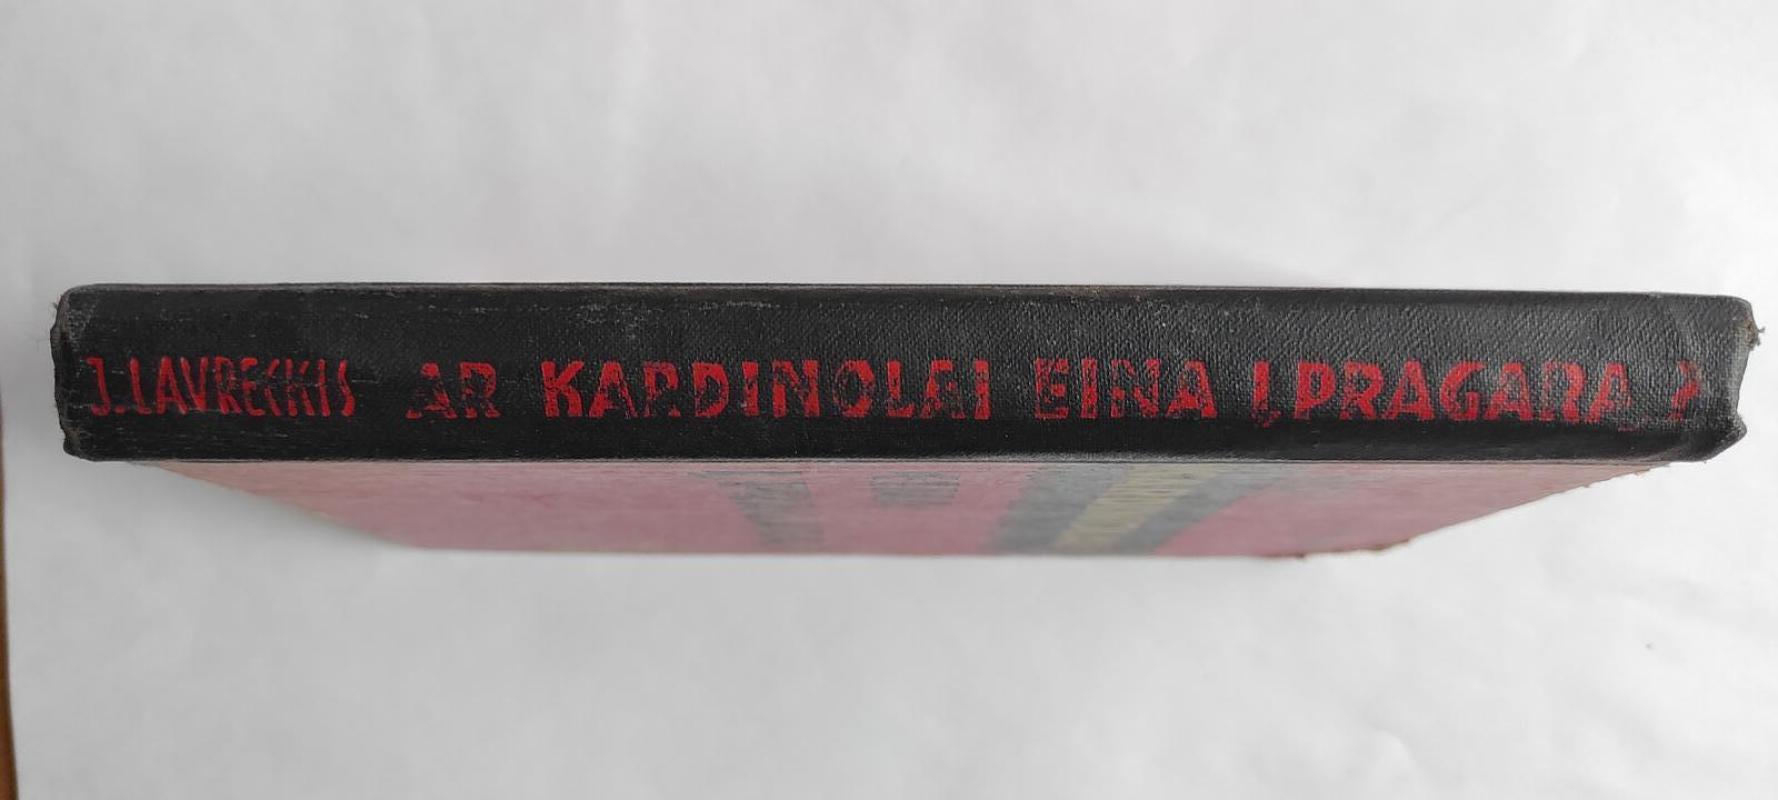 J. LAVRECKIS AR KARDINOLAI EINA Į PRAGARĄ ?